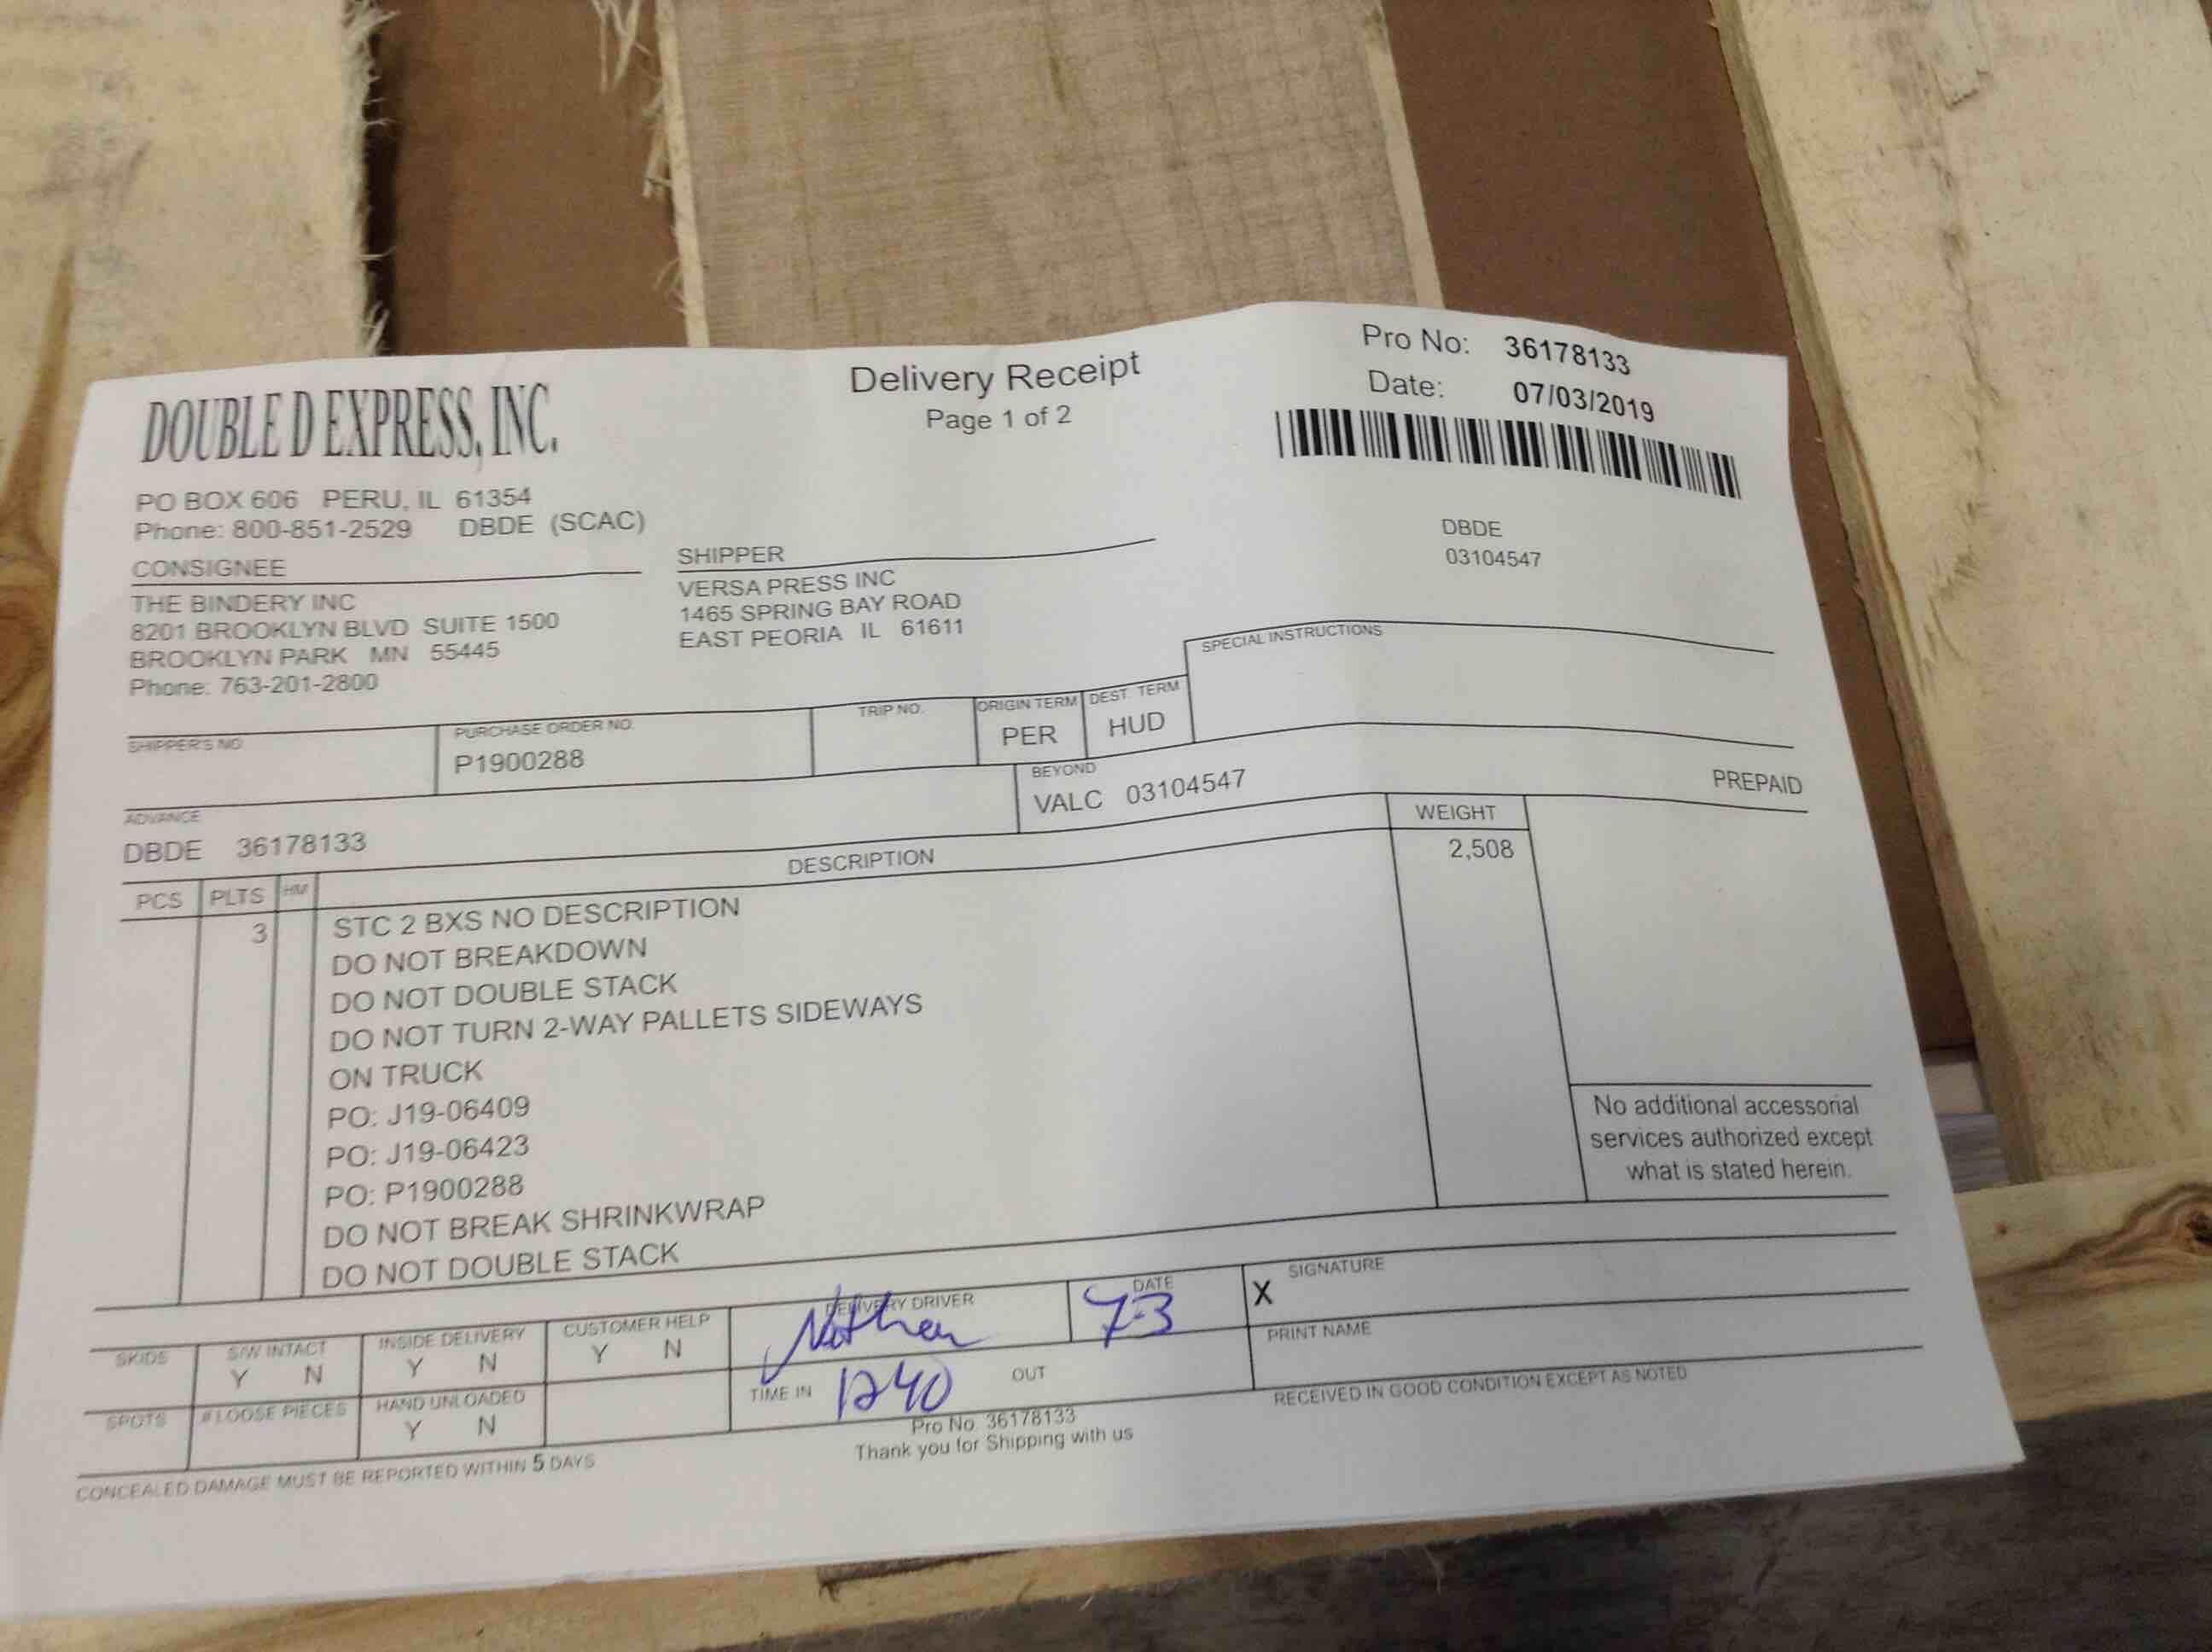 DOUBLE D EXPRESS, INC.
PO BOX 606 PERU, IL 61354
Phone: 800-851-2529 DBDE (SCAC)
Delivery Receipt
Page 1 of 2
Pro No: 36178133
Date: 07/03/2019
DBDE
03104547
CONSIGNEE
THE BINDERY INC
8201 BROOKLYN BLVD SUITE 1500
BROOKLYN PARK MN 55445
Phone: 763-201-2800
SHIPPER
VERSA PRESS INC
1465 SPRING BAY ROAD
EAST PEORIA IL 61611
SPECIAL INSTRUCTIONS
SHIPPER'S NO
PURCHASE ORDER NO.
P1900288
TRIP NO.
ORIGIN TERM
PER
DEST. TERM
HUD
ADVANCE
DBDE 36178133
BEYOND
VALC 03104547
PREPAID
PCS PLTS HM DESCRIPTION WEIGHT
3 STC 2 BXS NO DESCRIPTION 2,508
DO NOT BREAKDOWN
DO NOT DOUBLE STACK
DO NOT TURN 2-WAY PALLETS SIDEWAYS
ON TRUCK
PO: J19-06409
PO: J19-06423
PO: P1900288
DO NOT BREAK SHRINKWRAP
DO NOT DOUBLE STACK
No additional accessorial
services authorized except
what is stated herein.
SKIDS
S/W INTACT
Y N
INSIDE DELIVERY
Y N
CUSTOMER HELP
Y N
DELIVERY DRIVER
Nathan
DATE
7-3
X SIGNATURE
PRINT NAME
SPOTS
# LOOSE PIECES
HAND UNLOADED
Y N
TIME IN 1240 OUT
RECEIVED IN GOOD CONDITION EXCEPT AS NOTED
Pro No. 36178133
Thank you for Shipping with us
CONCEALED DAMAGE MUST BE REPORTED WITHIN 5 DAYS